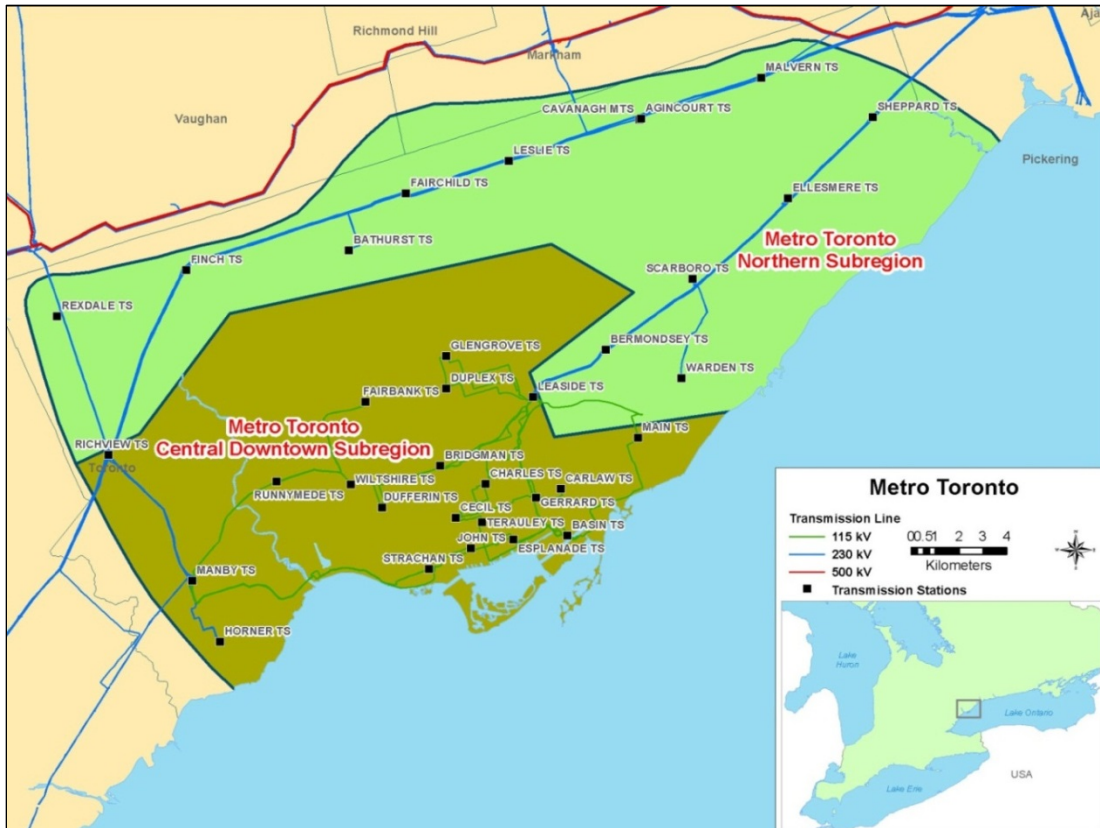 Richmond Hill
Aja
Markham
Vaughan
MALVERN TS
SHEPPARD TS
CAVANAGH MTS
AGINCOURT TS
LESLIE TS
Pickering
FAIRCHILD TS
ELLESMERE TS
BATHURST TS
Metro Toronto
Northern Subregion
FINCH TS
SCARBORO TS
REXDALE TS
BERMONDSEY TS
GLENGROVE TS
WARDEN TS
DUPLEX TS
LEASIDE TS
FAIRBANK TS
Metro Toronto
Central Downtown Subregion
MAIN TS
RICHVIEW TS
Toronto
BRIDGMAN TS
RUNNYMEDE TS
WILTSHIRE TS
CHARLES TS
CARLAW TS
DUFFERIN TS
GERRARD TS
CECIL TS
TERAULEY TS
BASIN TS
JOHN TS
ESPLANADE TS
STRACHAN TS
MANBY TS
HORNER TS
Metro Toronto
Transmission Line
115 kV
230 kV
500 kV
Transmission Stations
00.51 2 3 4
Kilometers
Lake
Huron
Lake Ontario
USA
Lake Erie